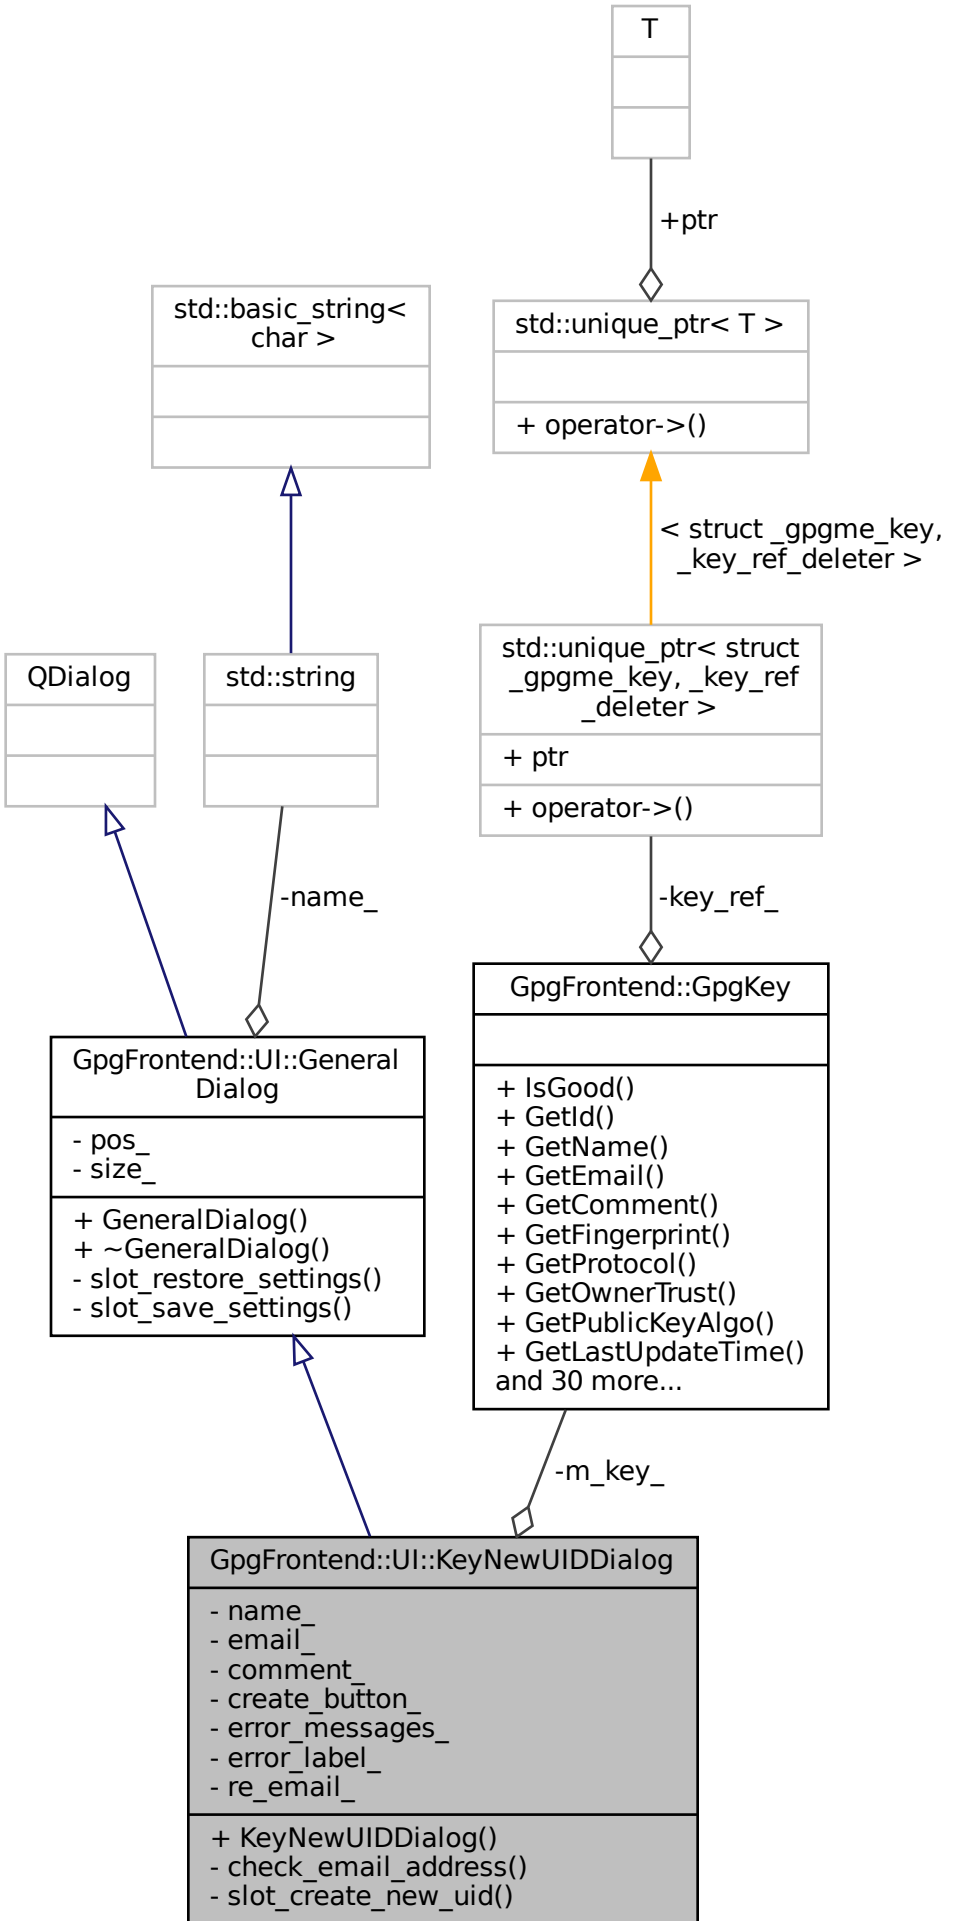 T
+ptr
std::basic_string<
char >
std::unique_ptr< T >
+ operator->()
< struct _gpgme_key,
_key_ref_deleter >
QDialog
std::string
std::unique_ptr< struct
_gpgme_key, _key_ref
_deleter >
+ ptr
+ operator->()
-name_
-key_ref_
GpgFrontend::UI::General
Dialog
- pos_
- size_
+ GeneralDialog()
+ ~GeneralDialog()
- slot_restore_settings()
- slot_save_settings()
GpgFrontend::GpgKey
+ IsGood()
+ GetId()
+ GetName()
+ GetEmail()
+ GetComment()
+ GetFingerprint()
+ GetProtocol()
+ GetOwnerTrust()
+ GetPublicKeyAlgo()
+ GetLastUpdateTime()
and 30 more...
-m_key_
GpgFrontend::UI::KeyNewUIDDialog
- name_
- email_
- comment_
- create_button_
- error_messages_
- error_label_
- re_email_
+ KeyNewUIDDialog()
- check_email_address()
- slot_create_new_uid()